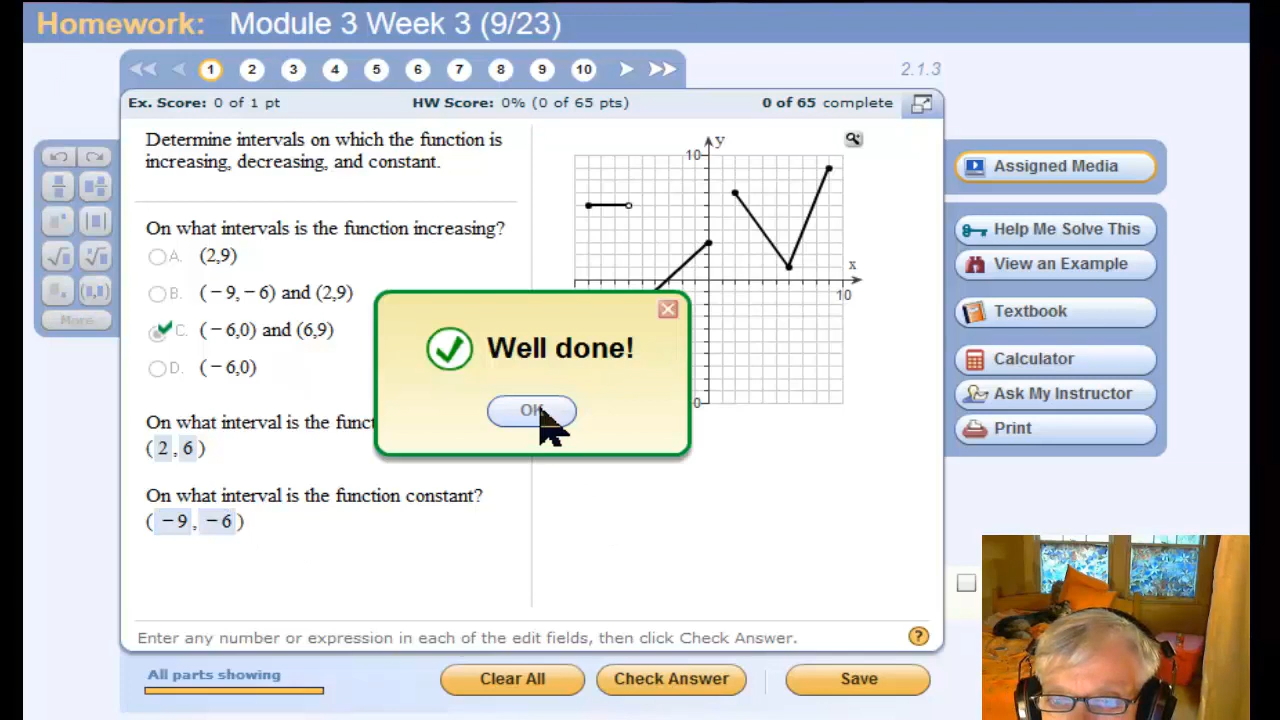 Homework: Module 3 Week 3 (9/23)
1 2 3 4 5 6 7 8 9 10
2.1.3
Ex. Score: 0 of 1 pt HW Score: 0% (0 of 65 pts) 0 of 65 complete
Determine intervals on which the function is
increasing, decreasing, and constant.
On what intervals is the function increasing?
A. (2,9)
B. (−9,−6) and (2,9)
C. (−6,0) and (6,9)
D. (−6,0)
On what interval is the
(2,6)
On what interval is the function constant?
(−9,−6)
10 y
x
10
Well done!
OK
More
Assigned Media
Help Me Solve This
View an Example
Textbook
Calculator
Ask My Instructor
Print
Enter any number or expression in each of the edit fields, then click Check Answer. ?
All parts showing
Clear All Check Answer Save